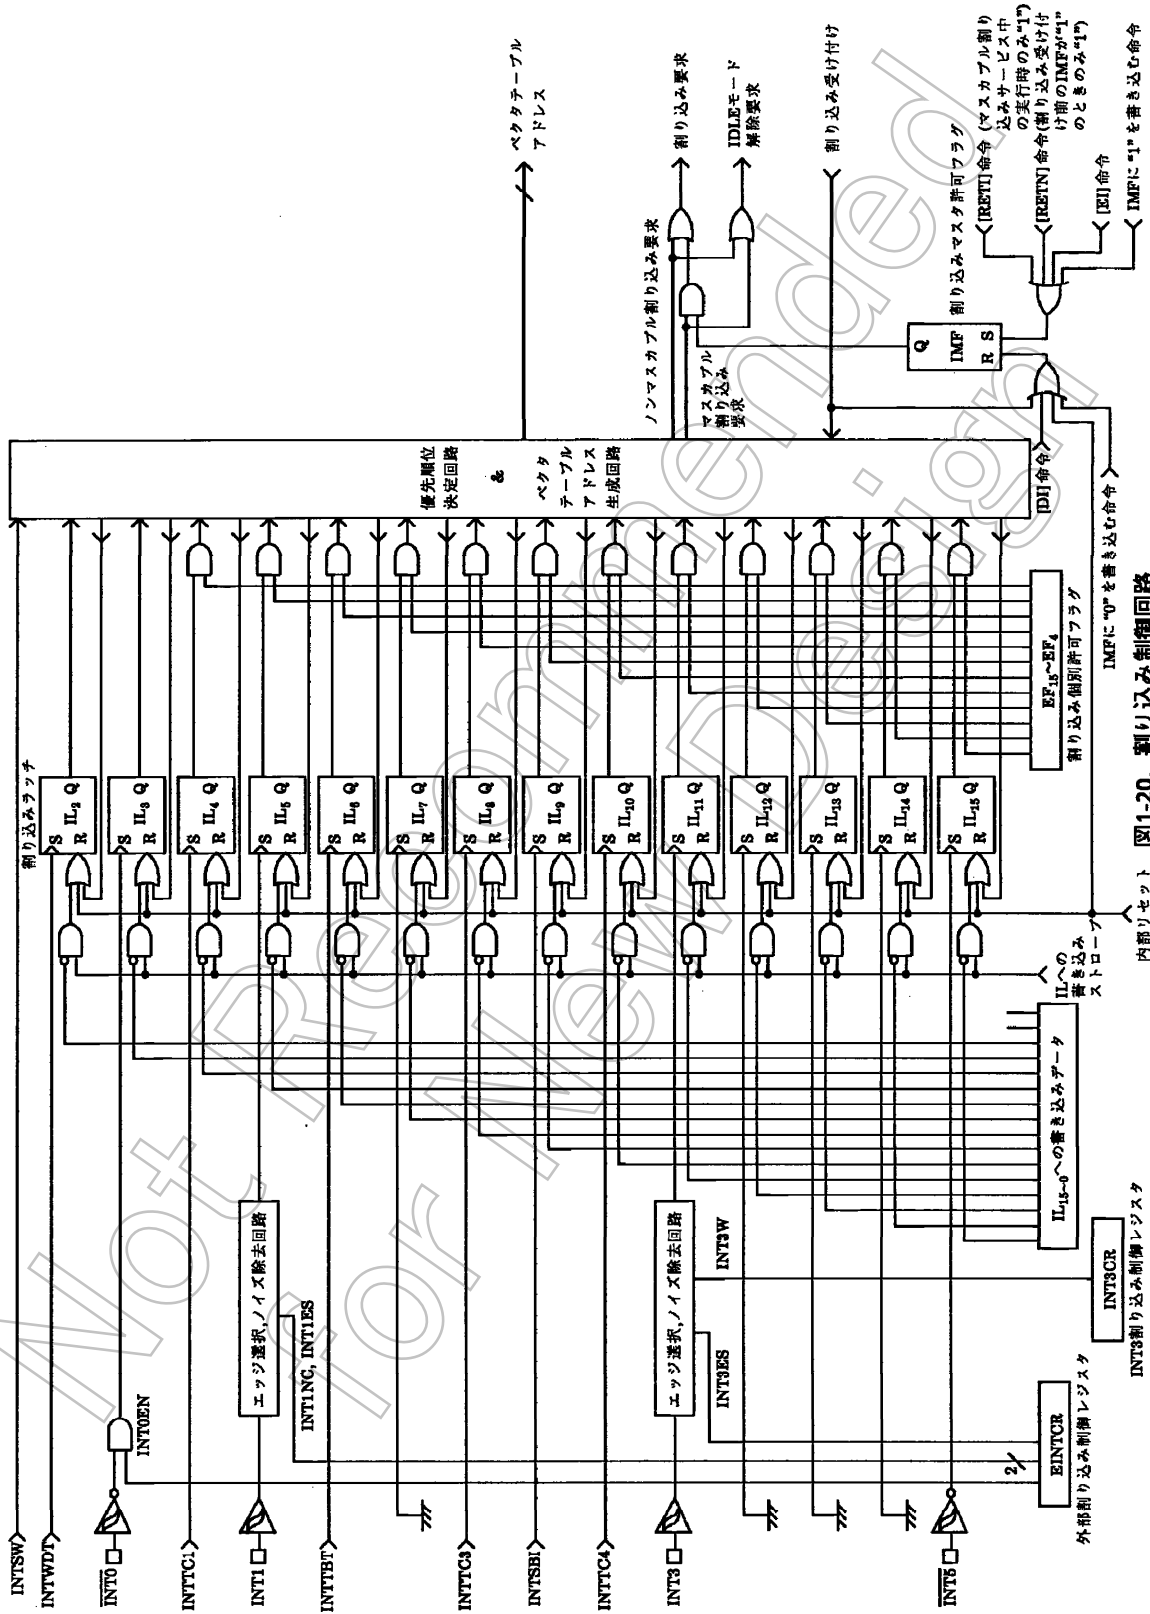 INTSW
INTWDT
INT0
INTTC1
INT1
INTTBT
INTTC3
INTSBI
INTTC4
INT3
INT5
INT0EN
エッジ選択,ノイズ除去回路
INT1NC, INT1ES
エッジ選択,ノイズ除去回路
INT3ES
INT3W
2
EINTCR
外部割り込み制御レジスタ
INT3CR
INT3割り込み制御レジスタ
IL15~0への書き込みデータ
ILへの
書き込み
ストローブ
内部リセット
割り込みラッチ
S IL2 Q
R
S IL3 Q
R
S IL4 Q
R
S IL5 Q
R
S IL6 Q
R
S IL7 Q
R
S IL8 Q
R
S IL9 Q
R
S IL10 Q
R
S IL11 Q
R
S IL12 Q
R
S IL13 Q
R
S IL14 Q
R
S IL15 Q
R
EF15~EF4
割り込み個別許可フラグ
優先順位
決定回路
&
ベクタ
テーブル
アドレス
生成回路
ベクタテーブル
アドレス
ノンマスカブル割り込み要求
マスカブル
割り込み
要求
割り込み要求
IDLEモード
解除要求
割り込み受け付け
割り込みマスタ許可フラグ
Q
IMF
R S
[RETI]命令(マスカブル割り
込みサービス中
の実行時のみ“1”)
[RETN]命令(割り込み受け付
け前のIMFが“1”
のときのみ“1”)
[EI]命令
IMFに“1”を書き込む命令
[DI]命令
IMFに“0”を書き込む命令
図1-20. 割り込み制御回路
Not Recommended
for New Design